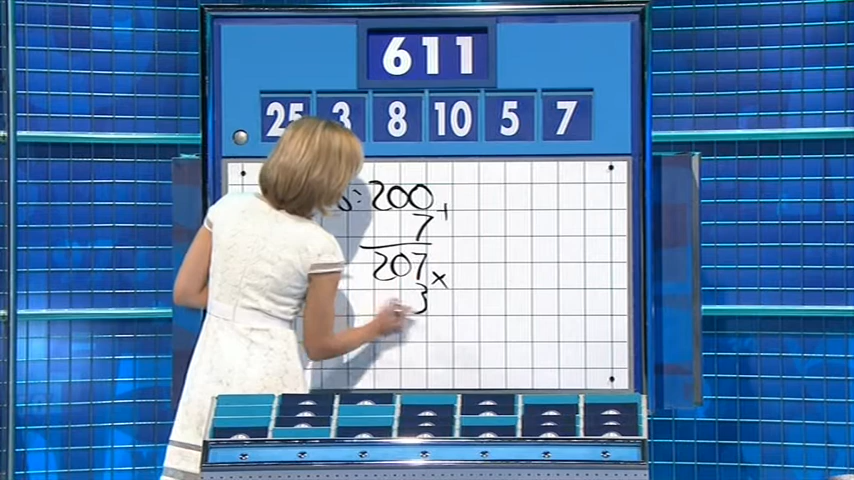 611
25 3 8 10 5 7
= 200
7 +
207 x
3